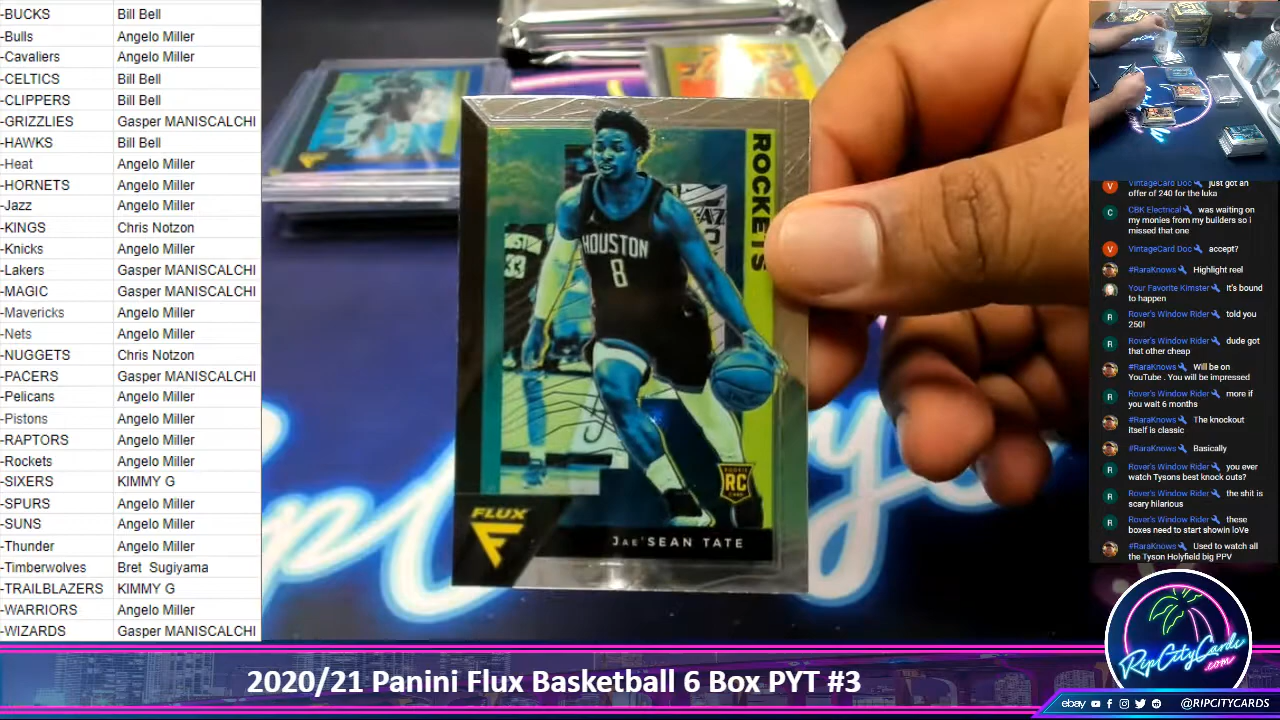 -BUCKS Bill Bell
-Bulls Angelo Miller
-Cavaliers Angelo Miller
-CELTICS Bill Bell
-CLIPPERS Bill Bell
-GRIZZLIES Gasper MANISCALCHI
-HAWKS Bill Bell
-Heat Angelo Miller
-HORNETS Angelo Miller
-Jazz Angelo Miller
-KINGS Chris Notzon
-Knicks Angelo Miller
-Lakers Gasper MANISCALCHI
-MAGIC Gasper MANISCALCHI
-Mavericks Angelo Miller
-Nets Angelo Miller
-NUGGETS Chris Notzon
-PACERS Gasper MANISCALCHI
-Pelicans Angelo Miller
-Pistons Angelo Miller
-RAPTORS Angelo Miller
-Rockets Angelo Miller
-SIXERS KIMMY G
-SPURS Angelo Miller
-SUNS Angelo Miller
-Thunder Angelo Miller
-Timberwolves Bret Sugiyama
-TRAILBLAZERS KIMMY G
-WARRIORS Angelo Miller
-WIZARDS Gasper MANISCALCHI
ROCKETS
HOUSTON
8
33
ROOKIE
RC
CARD
FLUX
JAE'SEAN TATE
VintageCard Doc just got an
offer of 240 for the luka
CBK Electrical was waiting on
my monies from my builders so i
missed that one
VintageCard Doc accept?
#RaraKnows Highlight reel
Your Favorite Kimster It's bound
to happen
Rover's Window Rider told you
250!
Rover's Window Rider dude got
that other cheap
#RaraKnows Will be on
YouTube . You will be impressed
Rover's Window Rider more if
you wait 6 months
#RaraKnows The knockout
itself is classic
#RaraKnows Basically
Rover's Window Rider you ever
watch Tysons best knock outs?
Rover's Window Rider the shit is
scary hilarious
Rover's Window Rider these
boxes need to start showin love
#RaraKnows Used to watch all
the Tyson Holyfield big PPV
RipCityCards
.com
2020/21 Panini Flux Basketball 6 Box PYT #3
ebay @RIPCITYCARDS